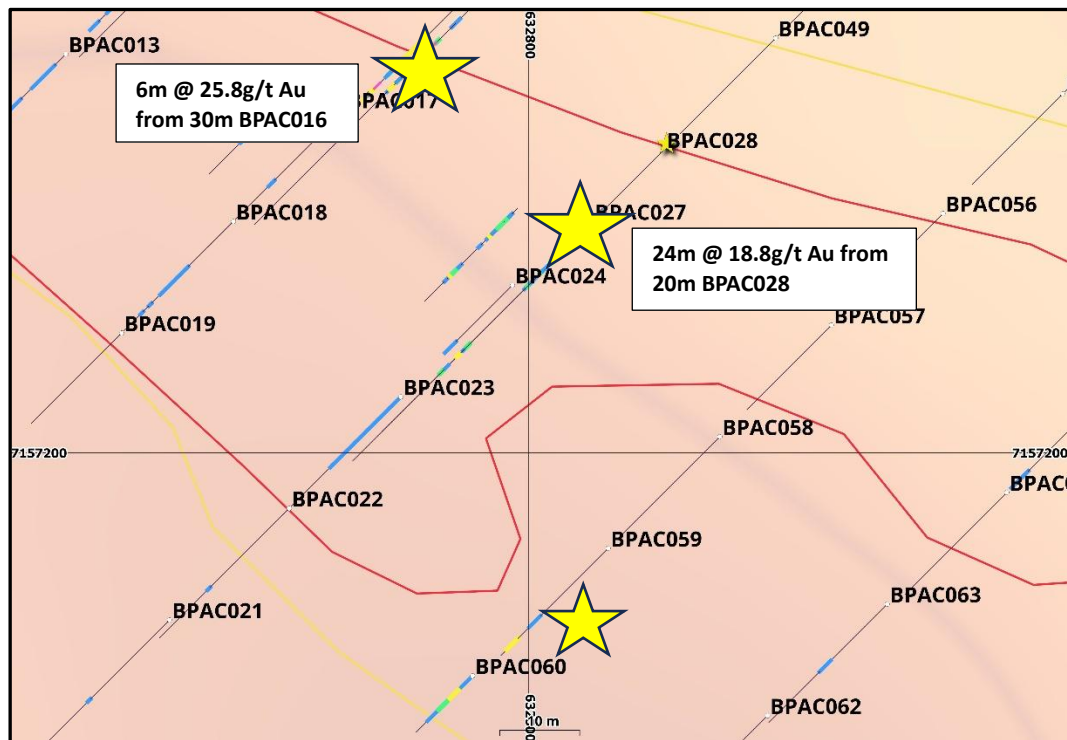 BPAC013
632800
BPAC049
6m @ 25.8g/t Au
from 30m BPAC016
BPAC017
BPAC028
BPAC018
BPAC027
BPAC056
24m @ 18.8g/t Au from
20m BPAC028
BPAC024
BPAC019
BPAC057
BPAC023
BPAC058
7157200
7157200
BPAC022
BPAC059
BPAC021
BPAC063
BPAC060
BPAC062